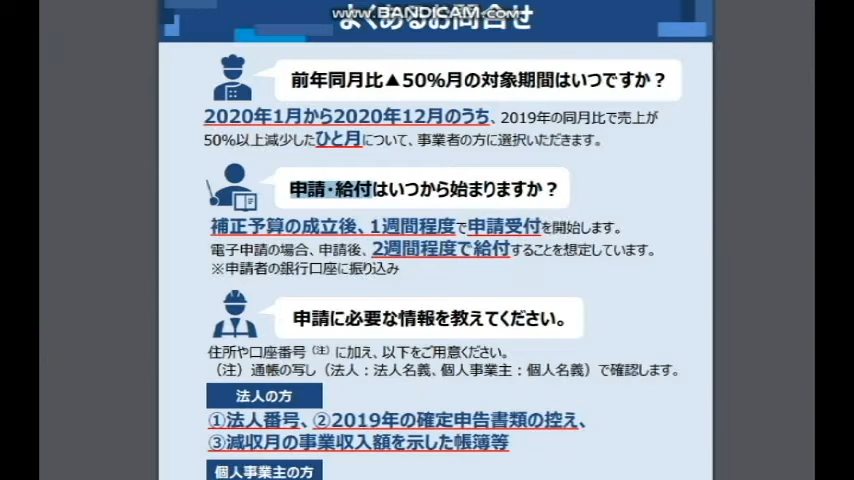 www.BANDICAM.com
よくあるお問合せ
前年同月比▲50%月の対象期間はいつですか？
2020年1月から2020年12月のうち、2019年の同月比で売上が
50%以上減少したひと月について、事業者の方に選択いただきます。
申請・給付はいつから始まりますか？
補正予算の成立後、1週間程度で申請受付を開始します。
電子申請の場合、申請後、2週間程度で給付することを想定しています。
※申請者の銀行口座に振り込み
申請に必要な情報を教えてください。
住所や口座番号（注）に加え、以下をご用意ください。
（注）通帳の写し（法人：法人名義、個人事業主：個人名義）で確認します。
法人の方
①法人番号、②2019年の確定申告書類の控え、
③減収月の事業収入額を示した帳簿等
個人事業主の方